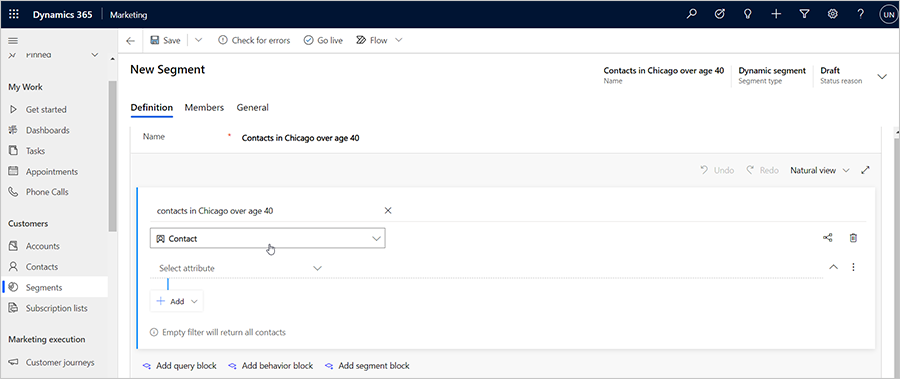 Dynamics 365 Marketing ? UN
Save Check for errors Go live Flow
Pinned
My Work
Get started
Dashboards
Tasks
Appointments
Phone Calls
Customers
Accounts
Contacts
Segments
Subscription lists
Marketing execution
Customer journeys
New Segment
Contacts in Chicago over age 40 Dynamic segment Draft
Name Segment type Status reason
Definition Members General
Name * Contacts in Chicago over age 40
Undo Redo Natural view
contacts in Chicago over age 40
Contact
Select attribute
Add
Empty filter will return all contacts
Add query block Add behavior block Add segment block